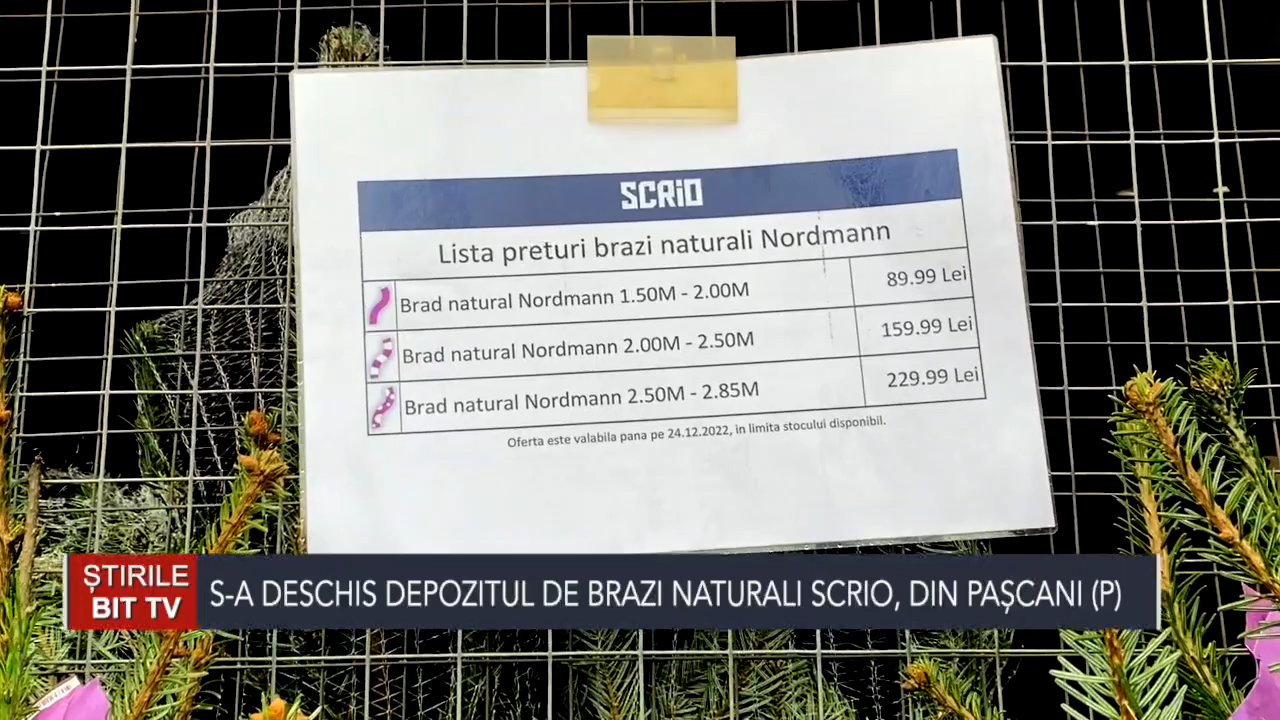 SCRiO
Lista preturi brazi naturali Nordmann
Brad natural Nordmann 1.50M - 2.00M 89.99 Lei
Brad natural Nordmann 2.00M - 2.50M 159.99 Lei
Brad natural Nordmann 2.50M - 2.85M 229.99 Lei
Oferta este valabila pana pe 24.12.2022, in limita stocului disponibil.
ȘTIRILE
BIT TV
S-A DESCHIS DEPOZITUL DE BRAZI NATURALI SCRIO, DIN PAȘCANI (P)